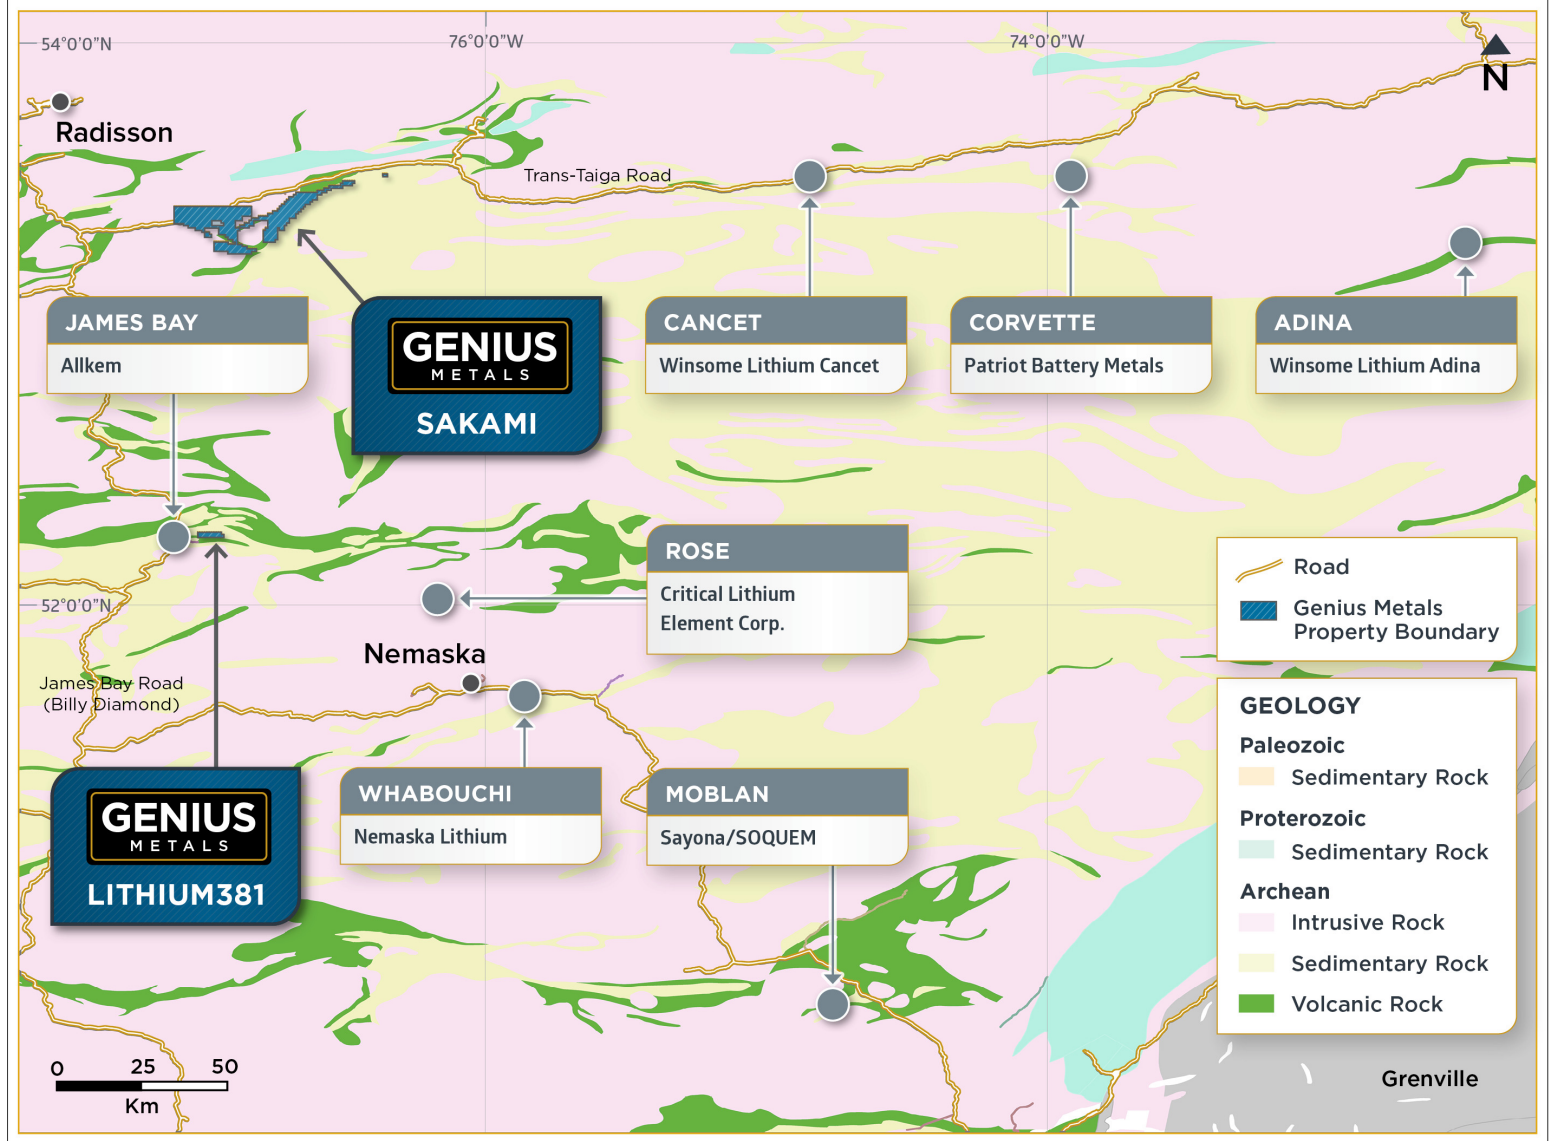 54°0'0"N
76°0'0"W
74°0'0"W
N
Radisson
Trans-Taiga Road
JAMES BAY
Allkem
GENIUS
METALS
SAKAMI
CANCET
Winsome Lithium Cancet
CORVETTE
Patriot Battery Metals
ADINA
Winsome Lithium Adina
ROSE
Critical Lithium
Element Corp.
52°0'0"N
Nemaska
James Bay Road
(Billy Diamond)
GENIUS
METALS
LITHIUM381
WHABOUCHI
Nemaska Lithium
MOBLAN
Sayona/SOQUEM
Road
Genius Metals
Property Boundary
GEOLOGY
Paleozoic
Sedimentary Rock
Proterozoic
Sedimentary Rock
Archean
Intrusive Rock
Sedimentary Rock
Volcanic Rock
0 25 50
Km
Grenville